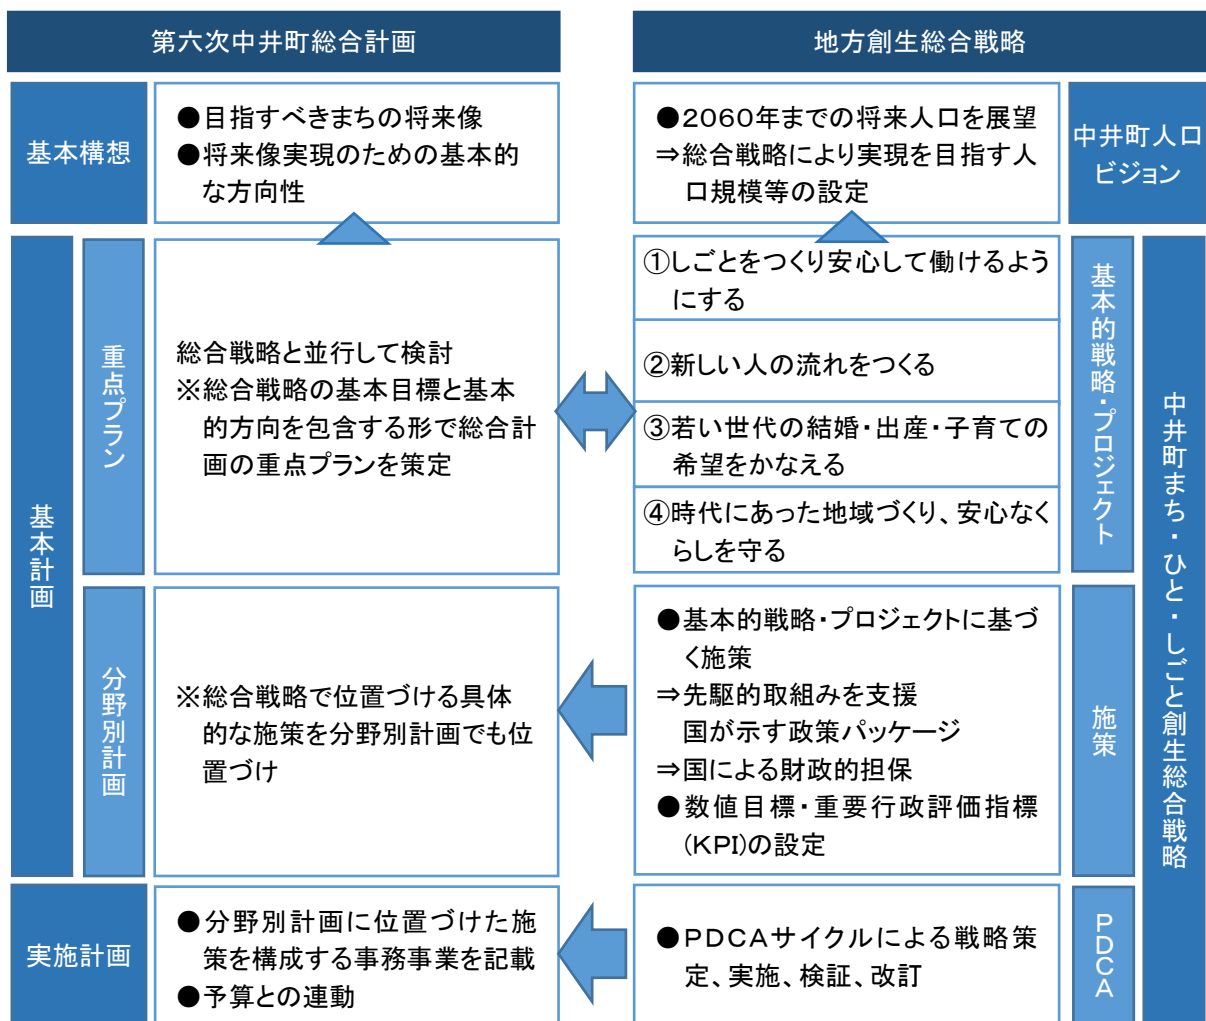 第六次中井町総合計画
地方創生総合戦略
基本構想
●目指すべきまちの将来像
●将来像実現のための基本的
な方向性
●2060年までの将来人口を展望
⇒総合戦略により実現を目指す人
口規模等の設定
中井町人口
ビジョン
基本計画
重点プラン
総合戦略と並行して検討
※総合戦略の基本目標と基本
的方向を包含する形で総合計
画の重点プランを策定
①しごとをつくり安心して働けるよう
にする
②新しい人の流れをつくる
③若い世代の結婚・出産・子育ての
希望をかなえる
④時代にあった地域づくり、安心なく
らしを守る
基本的戦略・プロジェクト
中井町まち・ひと・しごと創生総合戦略
分野別計画
※総合戦略で位置づける具体
的な施策を分野別計画でも位
置づけ
●基本的戦略・プロジェクトに基づ
く施策
⇒先駆的取組みを支援
国が示す政策パッケージ
⇒国による財政的担保
●数値目標・重要行政評価指標
(KPI)の設定
施策
実施計画
●分野別計画に位置づけた施
策を構成する事務事業を記載
●予算との連動
●PDCAサイクルによる戦略策
定、実施、検証、改訂
PDCA